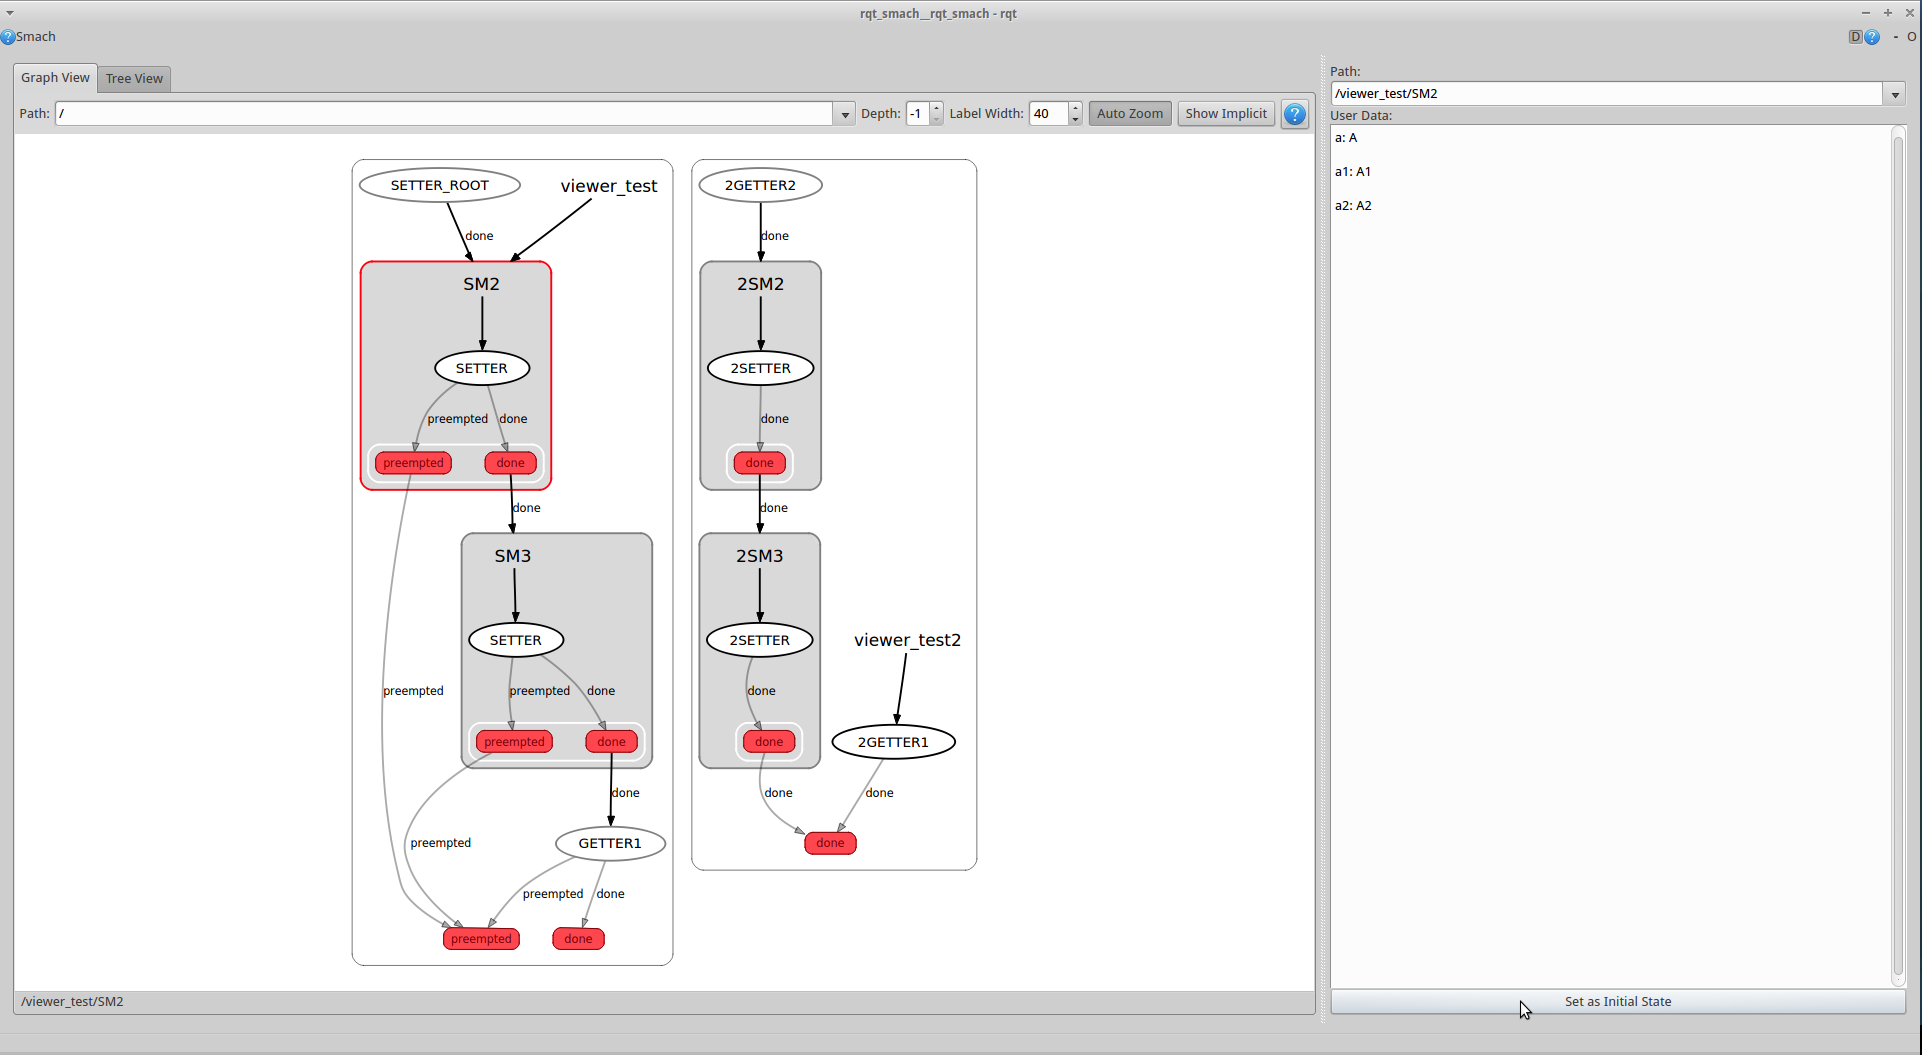 rqt_smach__rqt_smach - rqt
Smach
D
- O
Graph View
Tree View
Path:
/
Depth:
-1
Label Width:
40
Auto Zoom
Show Implicit
SETTER_ROOT
viewer_test
done
SM2
SETTER
preempted
done
preempted
done
done
SM3
SETTER
preempted
preempted
done
preempted
done
done
preempted
GETTER1
preempted
done
preempted
done
2GETTER2
done
2SM2
2SETTER
done
done
done
2SM3
2SETTER
viewer_test2
done
done
2GETTER1
done
done
done
/viewer_test/SM2
Path:
/viewer_test/SM2
User Data:
a: A
a1: A1
a2: A2
Set as Initial State